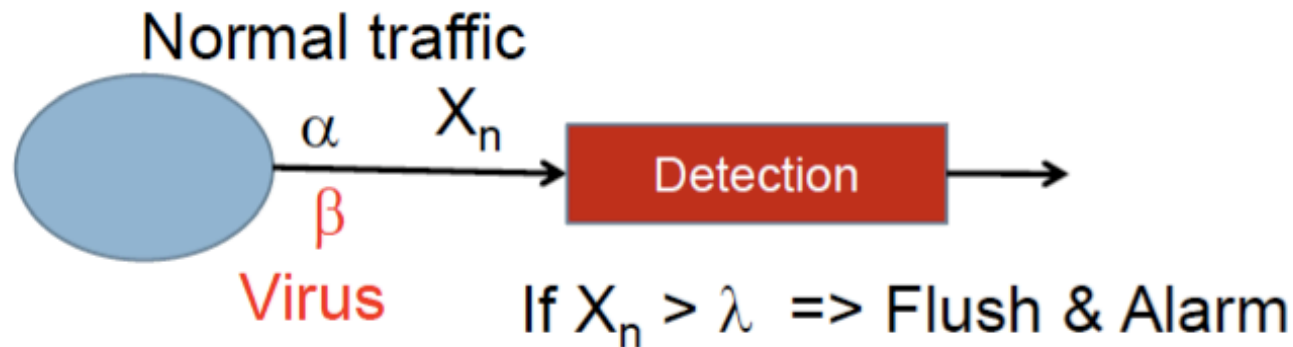 Normal traffic
α
Xₙ
Detection
β
Virus
If Xₙ > λ => Flush & Alarm